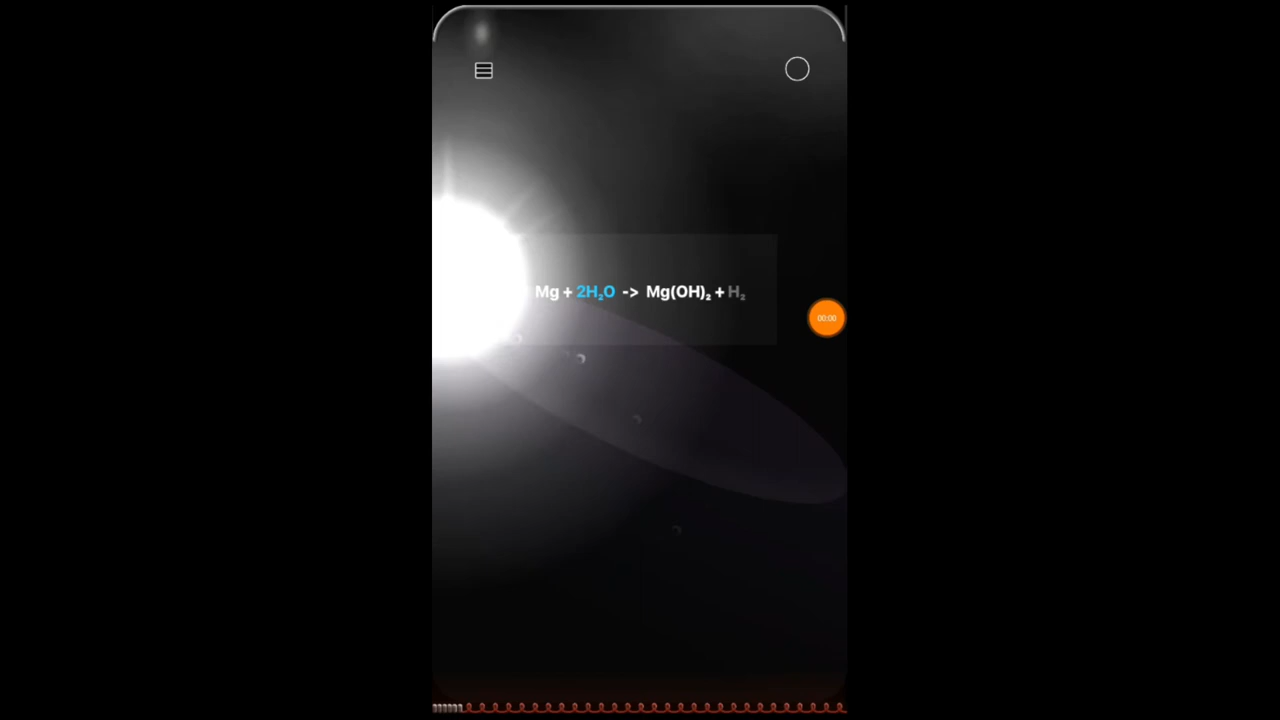 Mg + 2H₂O -> Mg(OH)₂ + H₂
00:00